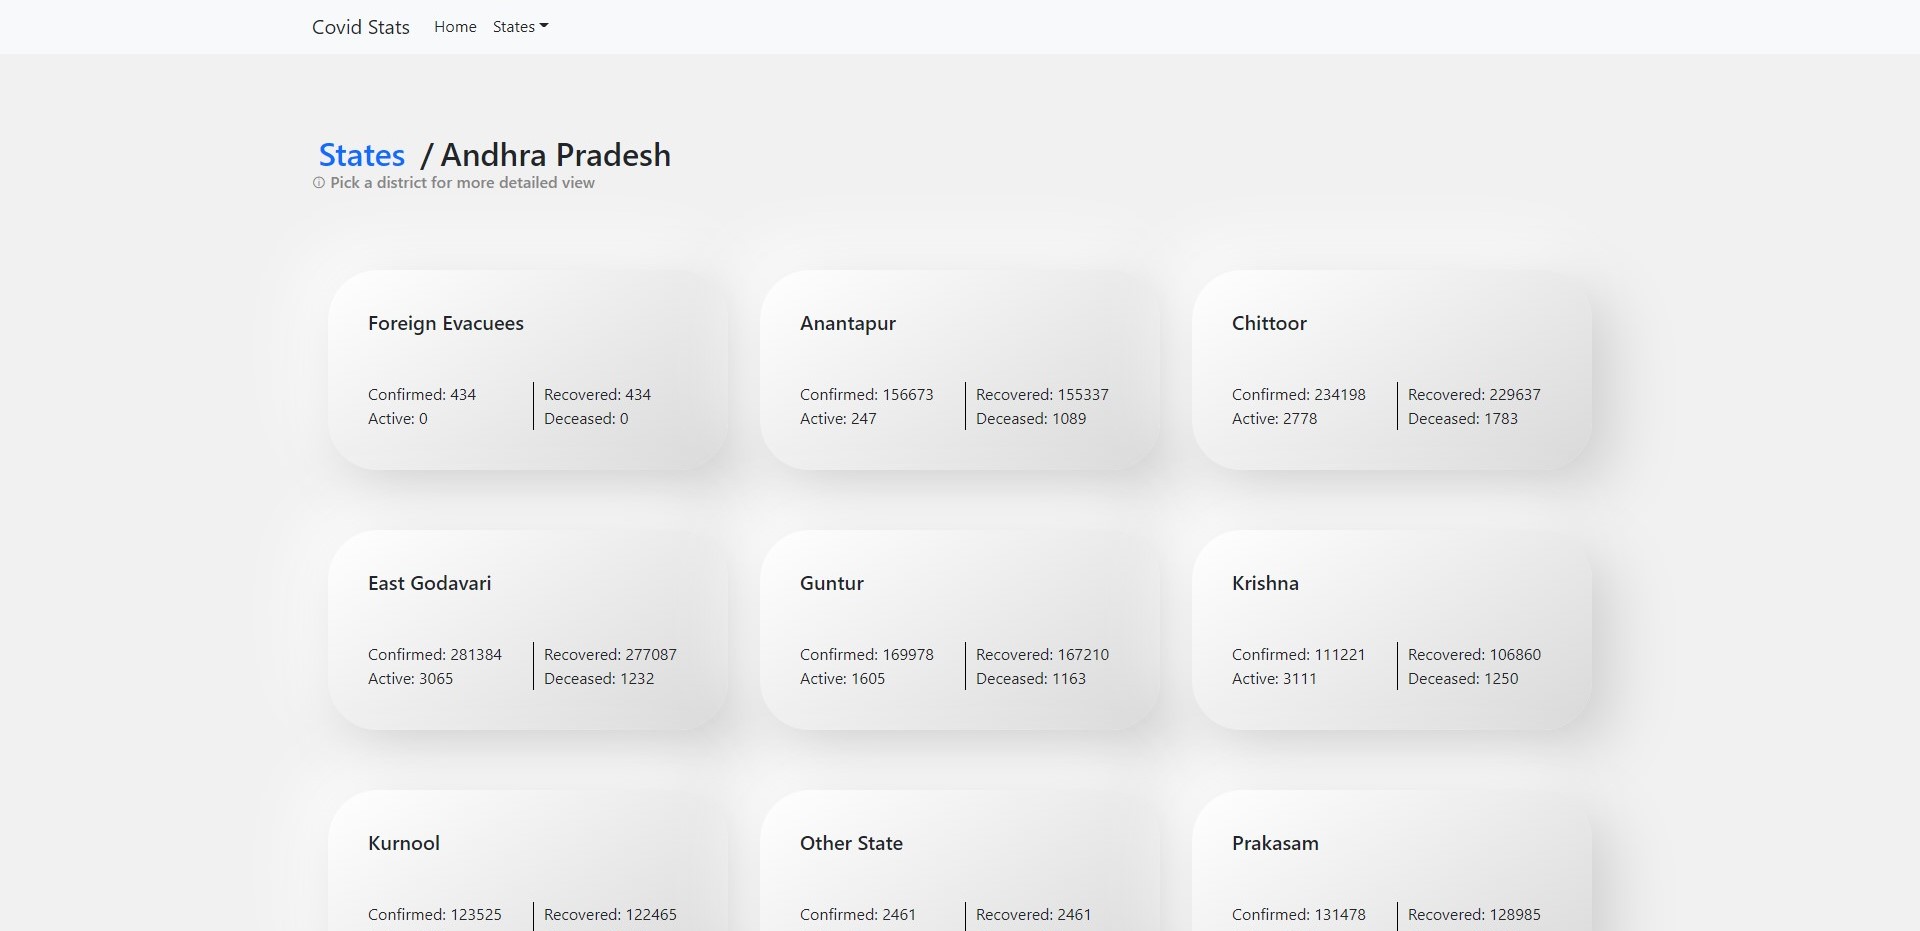 Covid Stats Home States
States / Andhra Pradesh
Pick a district for more detailed view
Foreign Evacuees
Confirmed: 434
Active: 0
Recovered: 434
Deceased: 0
Anantapur
Confirmed: 156673
Active: 247
Recovered: 155337
Deceased: 1089
Chittoor
Confirmed: 234198
Active: 2778
Recovered: 229637
Deceased: 1783
East Godavari
Confirmed: 281384
Active: 3065
Recovered: 277087
Deceased: 1232
Guntur
Confirmed: 169978
Active: 1605
Recovered: 167210
Deceased: 1163
Krishna
Confirmed: 111221
Active: 3111
Recovered: 106860
Deceased: 1250
Kurnool
Confirmed: 123525
Recovered: 122465
Other State
Confirmed: 2461
Recovered: 2461
Prakasam
Confirmed: 131478
Recovered: 128985